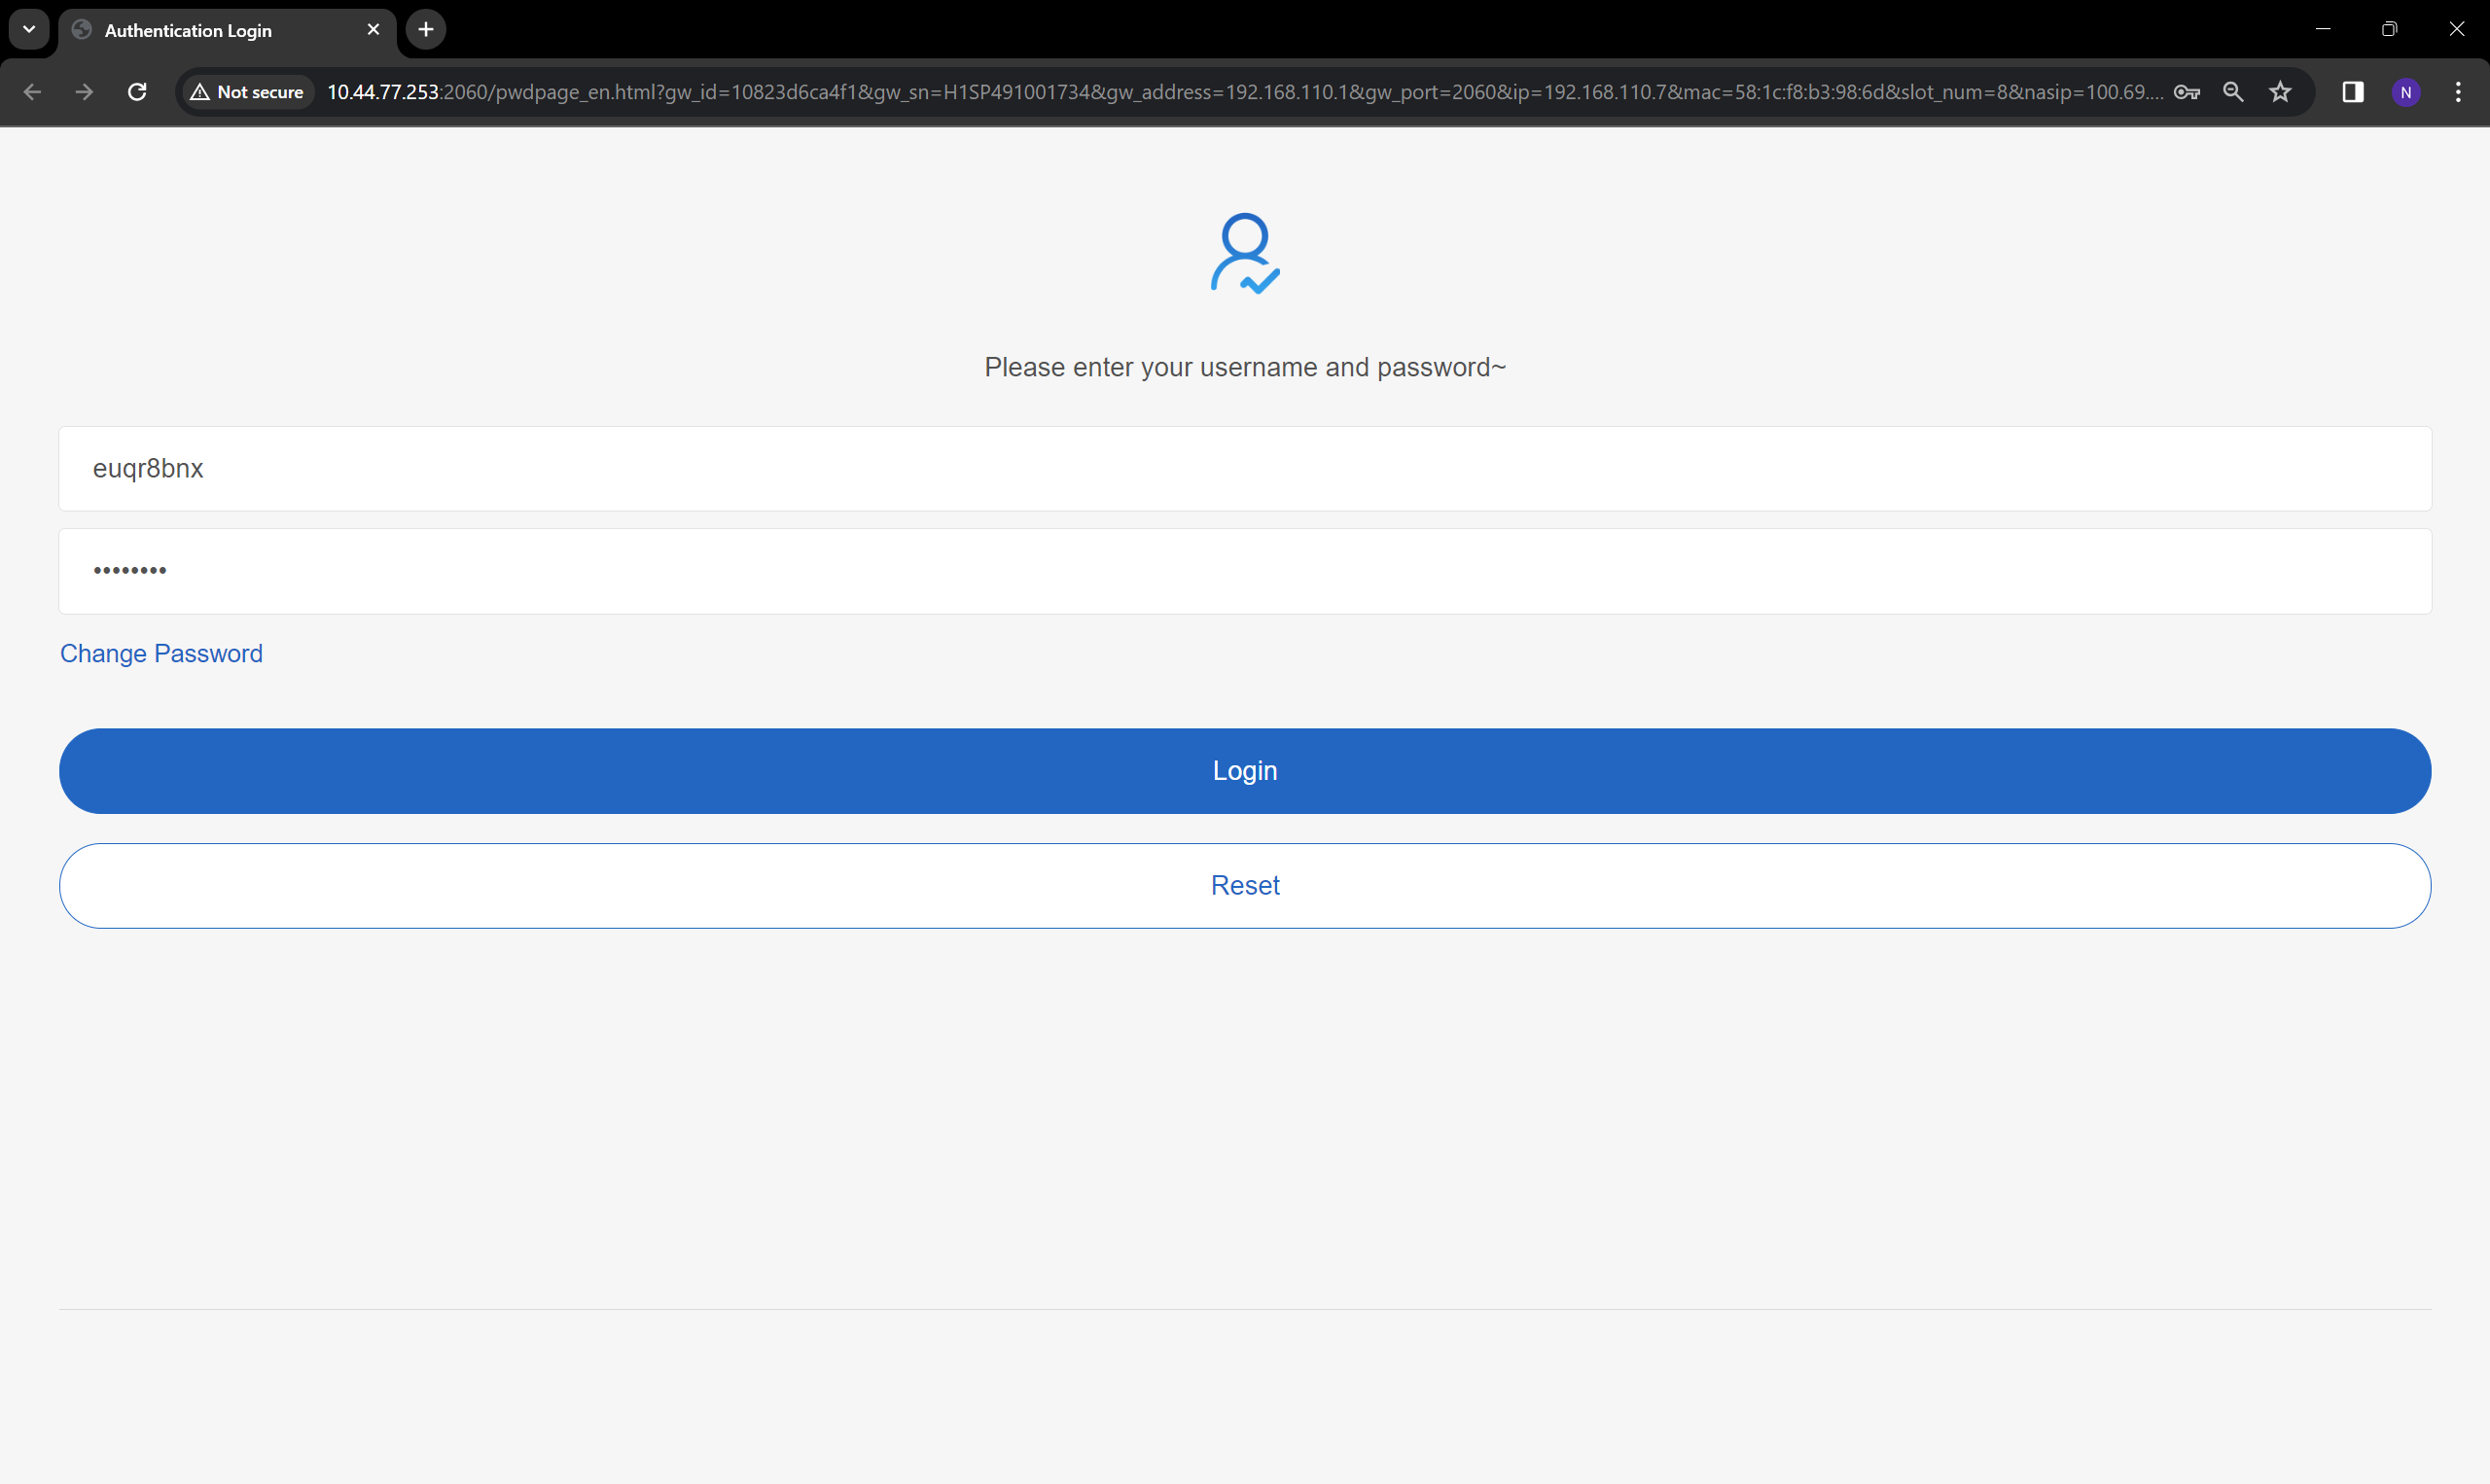 Authentication Login
Not secure
10.44.77.253:2060/pwdpage_en.html?gw_id=10823d6ca4f1&gw_sn=H1SP491001734&gw_address=192.168.110.1&gw_port=2060&ip=192.168.110.7&mac=58:1c:f8:b3:98:6d&slot_num=8&nasip=100.69....
N
Please enter your username and password~
euqr8bnx
••••••••
Change Password
Login
Reset